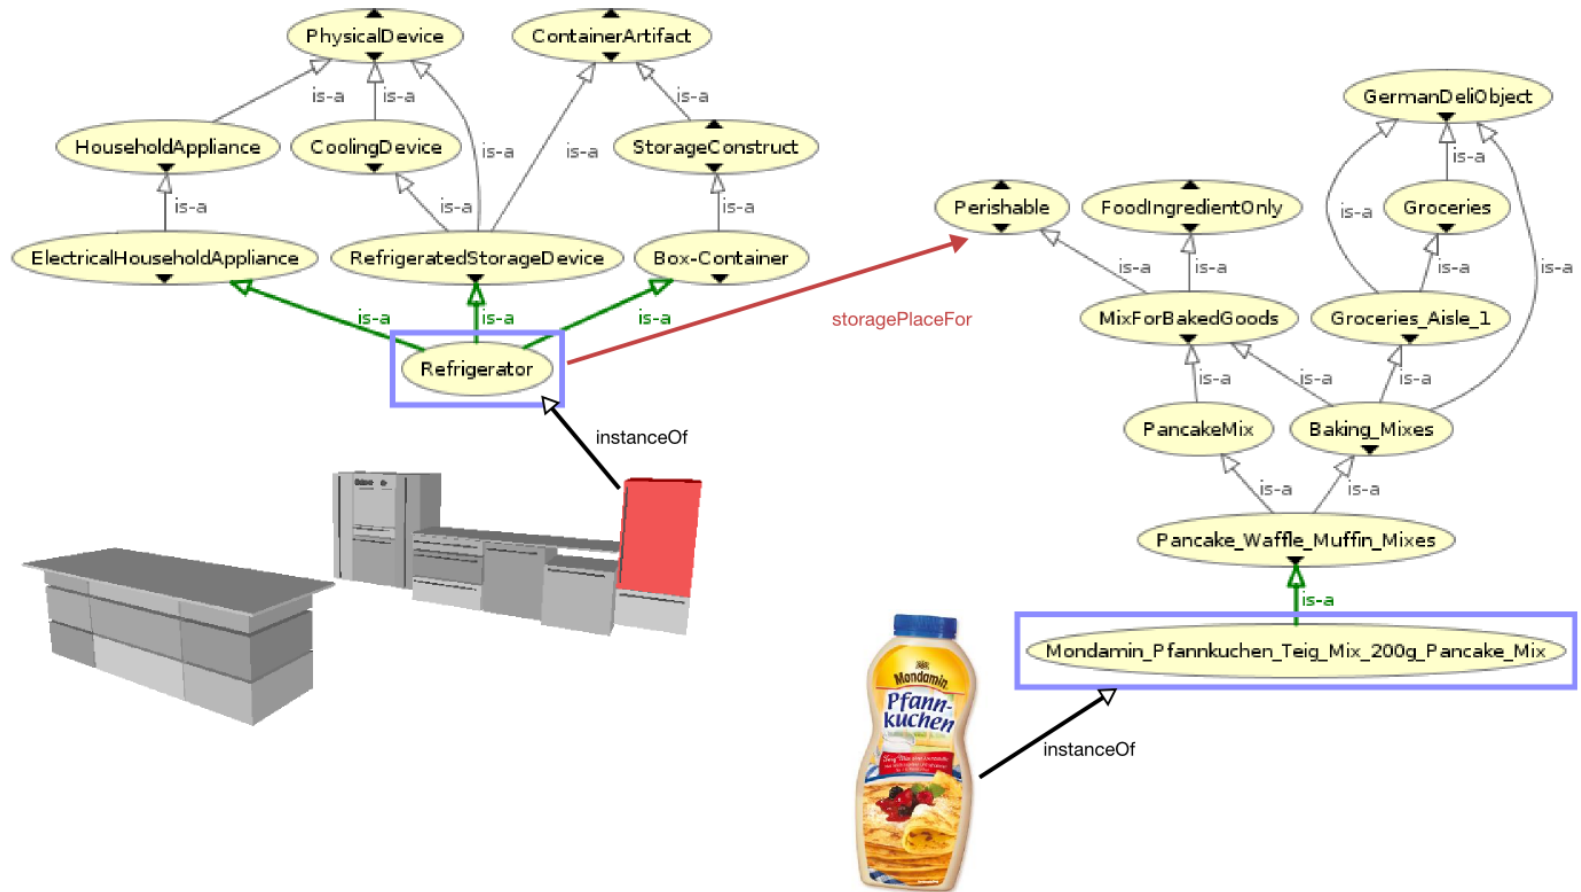 PhysicalDevice
ContainerArtifact
is-a
is-a
is-a
GermanDeliObject
HouseholdAppliance
CoolingDevice
is-a
is-a
StorageConstruct
is-a
is-a
is-a
is-a
Perishable
FoodIngredientOnly
is-a
Groceries
ElectricalHouseholdAppliance
RefrigeratedStorageDevice
Box-Container
is-a
is-a
is-a
is-a
is-a
is-a
is-a
storagePlaceFor
MixForBakedGoods
Groceries_Aisle_1
Refrigerator
is-a
is-a
is-a
instanceOf
PancakeMix
Baking_Mixes
is-a
is-a
Pancake_Waffle_Muffin_Mixes
is-a
Mondamin_Pfannkuchen_Teig_Mix_200g_Pancake_Mix
Mondamin
Pfann-
kuchen
instanceOf